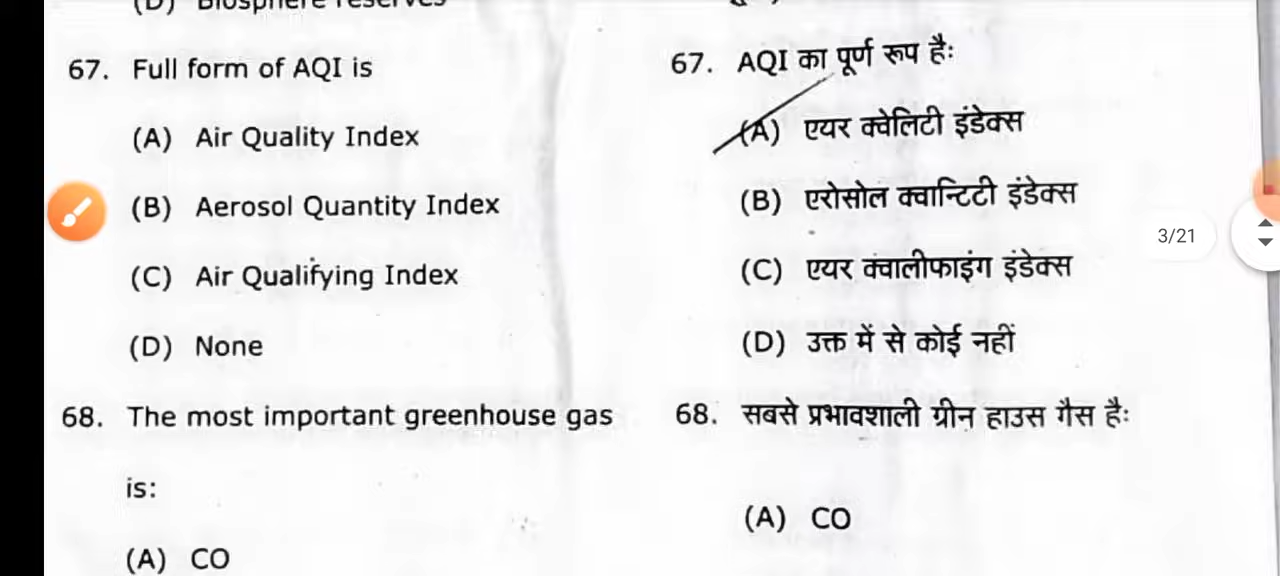 67. Full form of AQI is
(A) Air Quality Index
(B) Aerosol Quantity Index
(C) Air Qualifying Index
(D) None
68. The most important greenhouse gas
is:
(A) CO
67. AQI का पूर्ण रूप है:
(A) एयर क्वेलिटी इंडेक्स
(B) एरोसोल क्वान्टिटी इंडेक्स
(C) एयर क्वालीफाइंग इंडेक्स
(D) उक्त में से कोई नहीं
68. सबसे प्रभावशाली ग्रीन हाउस गैस है:
(A) CO
3/21